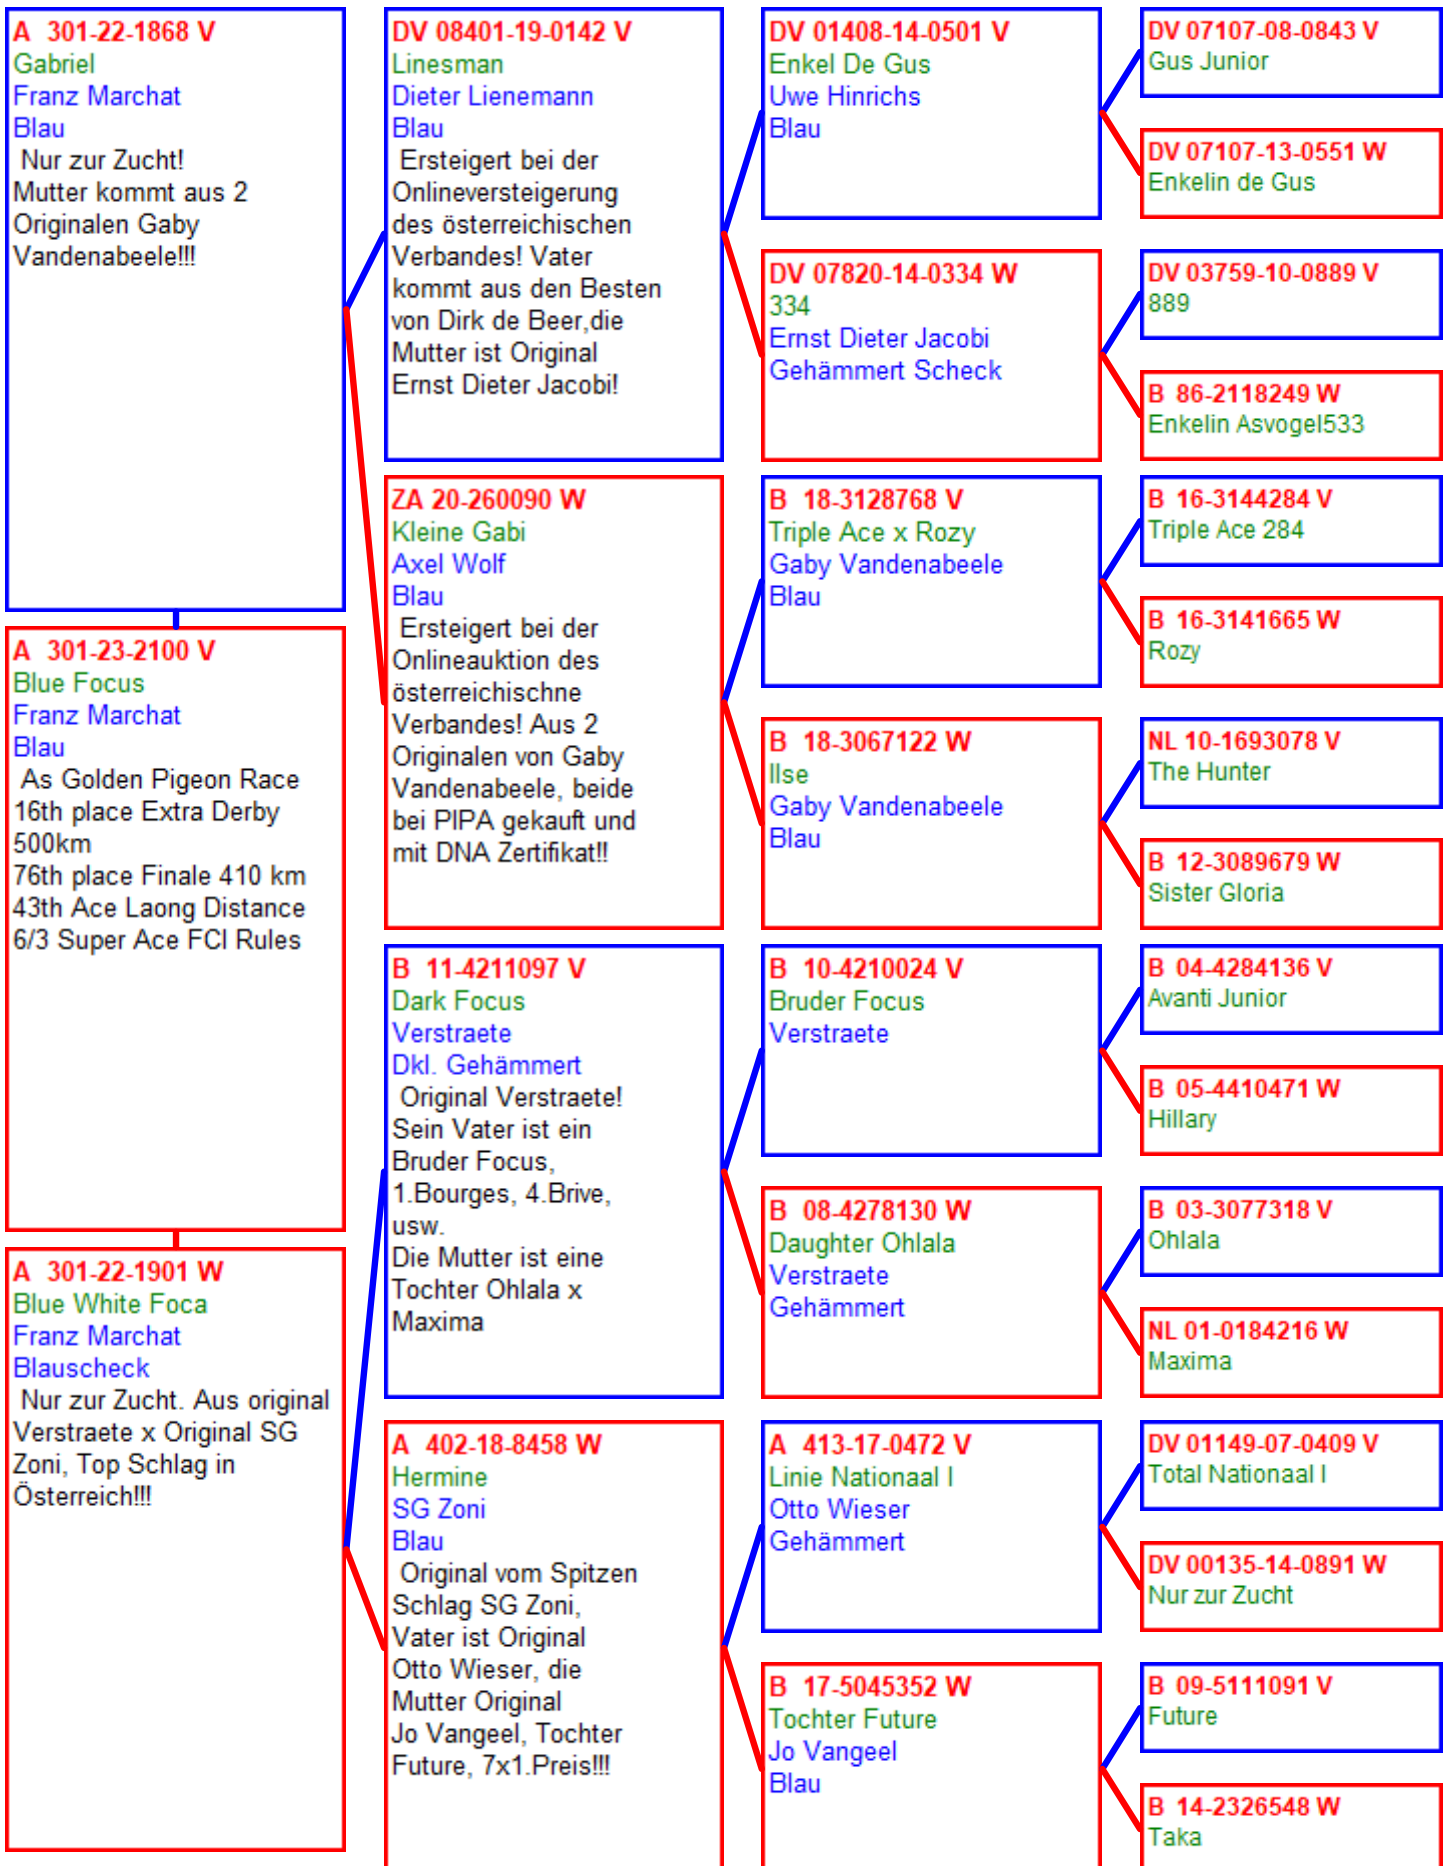 A 301-22-1868 V
Gabriel
Franz Marchat
Blau
Nur zur Zucht!
Mutter kommt aus 2
Originalen Gaby
Vandenabeele!!!
A 301-23-2100 V
Blue Focus
Franz Marchat
Blau
As Golden Pigeon Race
16th place Extra Derby
500km
76th place Finale 410 km
43th Ace Laong Distance
6/3 Super Ace FCI Rules
A 301-22-1901 W
Blue White Foca
Franz Marchat
Blauscheck
Nur zur Zucht. Aus original
Verstraete x Original SG
Zoni, Top Schlag in
Österreich!!!
DV 08401-19-0142 V
Linesman
Dieter Lienemann
Blau
Ersteigert bei der
Onlineversteigerung
des österreichischen
Verbandes! Vater
kommt aus den Besten
von Dirk de Beer,die
Mutter ist Original
Ernst Dieter Jacobi!
ZA 20-260090 W
Kleine Gabi
Axel Wolf
Blau
Ersteigert bei der
Onlineauktion des
österreichischne
Verbandes! Aus 2
Originalen von Gaby
Vandenabeele, beide
bei PIPA gekauft und
mit DNA Zertifikat!!
B 11-4211097 V
Dark Focus
Verstraete
Dkl. Gehämmert
Original Verstraete!
Sein Vater ist ein
Bruder Focus,
1.Bourges, 4.Brive,
usw.
Die Mutter ist eine
Tochter Ohlala x
Maxima
A 402-18-8458 W
Hermine
SG Zoni
Blau
Original vom Spitzen
Schlag SG Zoni,
Vater ist Original
Otto Wieser, die
Mutter Original
Jo Vangeel, Tochter
Future, 7x1.Preis!!!
DV 01408-14-0501 V
Enkel De Gus
Uwe Hinrichs
Blau
DV 07820-14-0334 W
334
Ernst Dieter Jacobi
Gehämmert Scheck
B 18-3128768 V
Triple Ace x Rozy
Gaby Vandenabeele
Blau
B 18-3067122 W
Ilse
Gaby Vandenabeele
Blau
B 10-4210024 V
Bruder Focus
Verstraete
B 08-4278130 W
Daughter Ohlala
Verstraete
Gehämmert
A 413-17-0472 V
Linie Nationaal I
Otto Wieser
Gehämmert
B 17-5045352 W
Tochter Future
Jo Vangeel
Blau
DV 07107-08-0843 V
Gus Junior
DV 07107-13-0551 W
Enkelin de Gus
DV 03759-10-0889 V
889
B 86-2118249 W
Enkelin Asvogel533
B 16-3144284 V
Triple Ace 284
B 16-3141665 W
Rozy
NL 10-1693078 V
The Hunter
B 12-3089679 W
Sister Gloria
B 04-4284136 V
Avanti Junior
B 05-4410471 W
Hillary
B 03-3077318 V
Ohlala
NL 01-0184216 W
Maxima
DV 01149-07-0409 V
Total Nationaal I
DV 00135-14-0891 W
Nur zur Zucht
B 09-5111091 V
Future
B 14-2326548 W
Taka